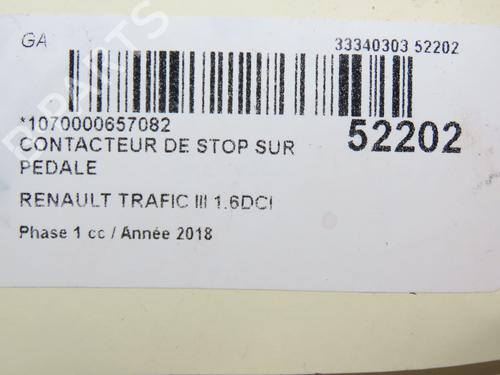 GA 33340303 52202
*1070000657082 52202
CONTACTEUR DE STOP SUR
PEDALE
RENAULT TRAFIC III 1.6DCI
Phase 1 cc / Année 2018